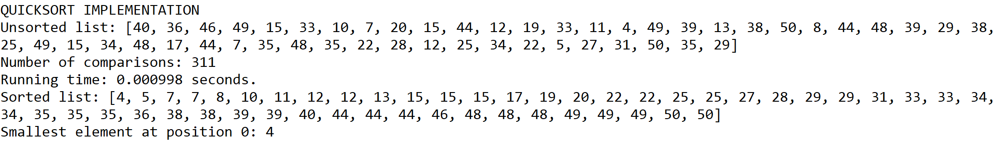 QUICKSORT IMPLEMENTATION
Unsorted list: [40, 36, 46, 49, 15, 33, 10, 7, 20, 15, 44, 12, 19, 33, 11, 4, 49, 39, 13, 38, 50, 8, 44, 48, 39, 29, 38,
25, 49, 15, 34, 48, 17, 44, 7, 35, 48, 35, 22, 28, 12, 25, 34, 22, 5, 27, 31, 50, 35, 29]
Number of comparisons: 311
Running time: 0.000998 seconds.
Sorted list: [4, 5, 7, 7, 8, 10, 11, 12, 12, 13, 15, 15, 15, 17, 19, 20, 22, 22, 25, 25, 27, 28, 29, 29, 31, 33, 33, 34,
34, 35, 35, 35, 36, 38, 38, 39, 39, 40, 44, 44, 44, 46, 48, 48, 48, 49, 49, 49, 50, 50]
Smallest element at position 0: 4